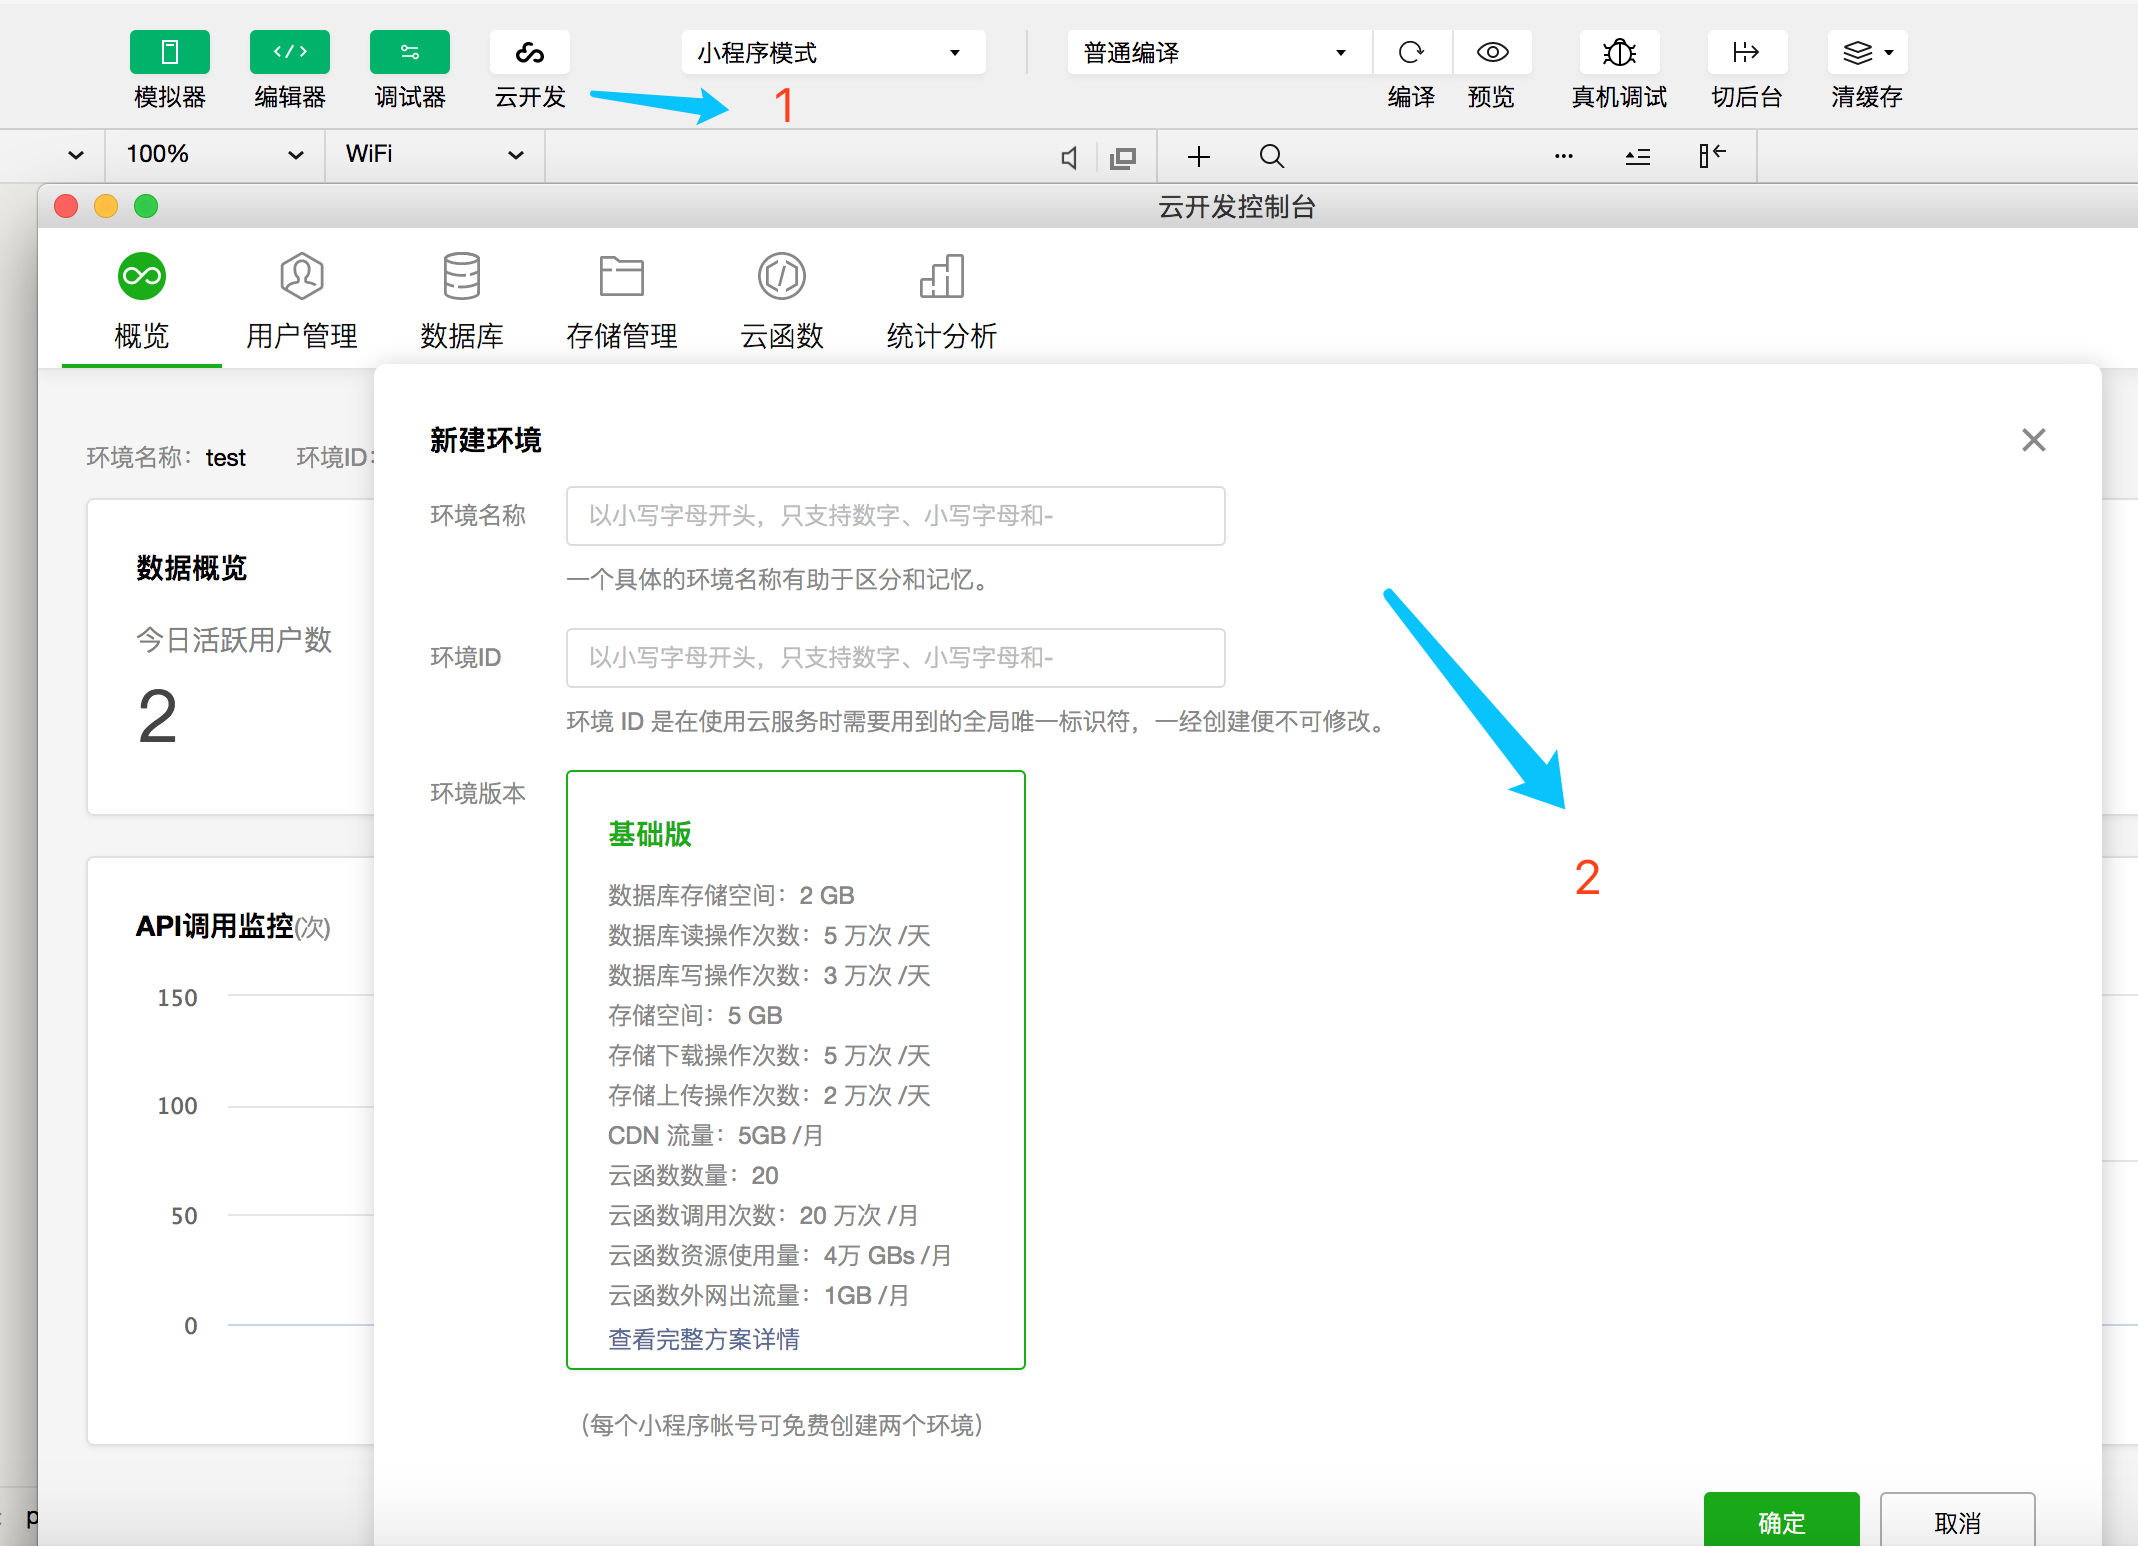 小程序模式
普通编译
模拟器 编辑器 调试器 云开发 1 编译 预览 真机调试 切后台 清缓存
100% WiFi
云开发控制台
概览 用户管理 数据库 存储管理 云函数 统计分析
环境名称：test 环境ID：
数据概览
今日活跃用户数
2
API调用监控(次)
150
100
50
0
p
新建环境
环境名称 以小写字母开头，只支持数字、小写字母和-
一个具体的环境名称有助于区分和记忆。
环境ID 以小写字母开头，只支持数字、小写字母和-
环境 ID 是在使用云服务时需要用到的全局唯一标识符，一经创建便不可修改。
环境版本
基础版
数据库存储空间：2 GB
数据库读操作次数：5 万次 /天
数据库写操作次数：3 万次 /天
存储空间：5 GB
存储下载操作次数：5 万次 /天
存储上传操作次数：2 万次 /天
CDN 流量：5GB /月
云函数数量：20
云函数调用次数：20 万次 /月
云函数资源使用量：4万 GBs /月
云函数外网出流量：1GB /月
查看完整方案详情
（每个小程序帐号可免费创建两个环境）
2
确定 取消